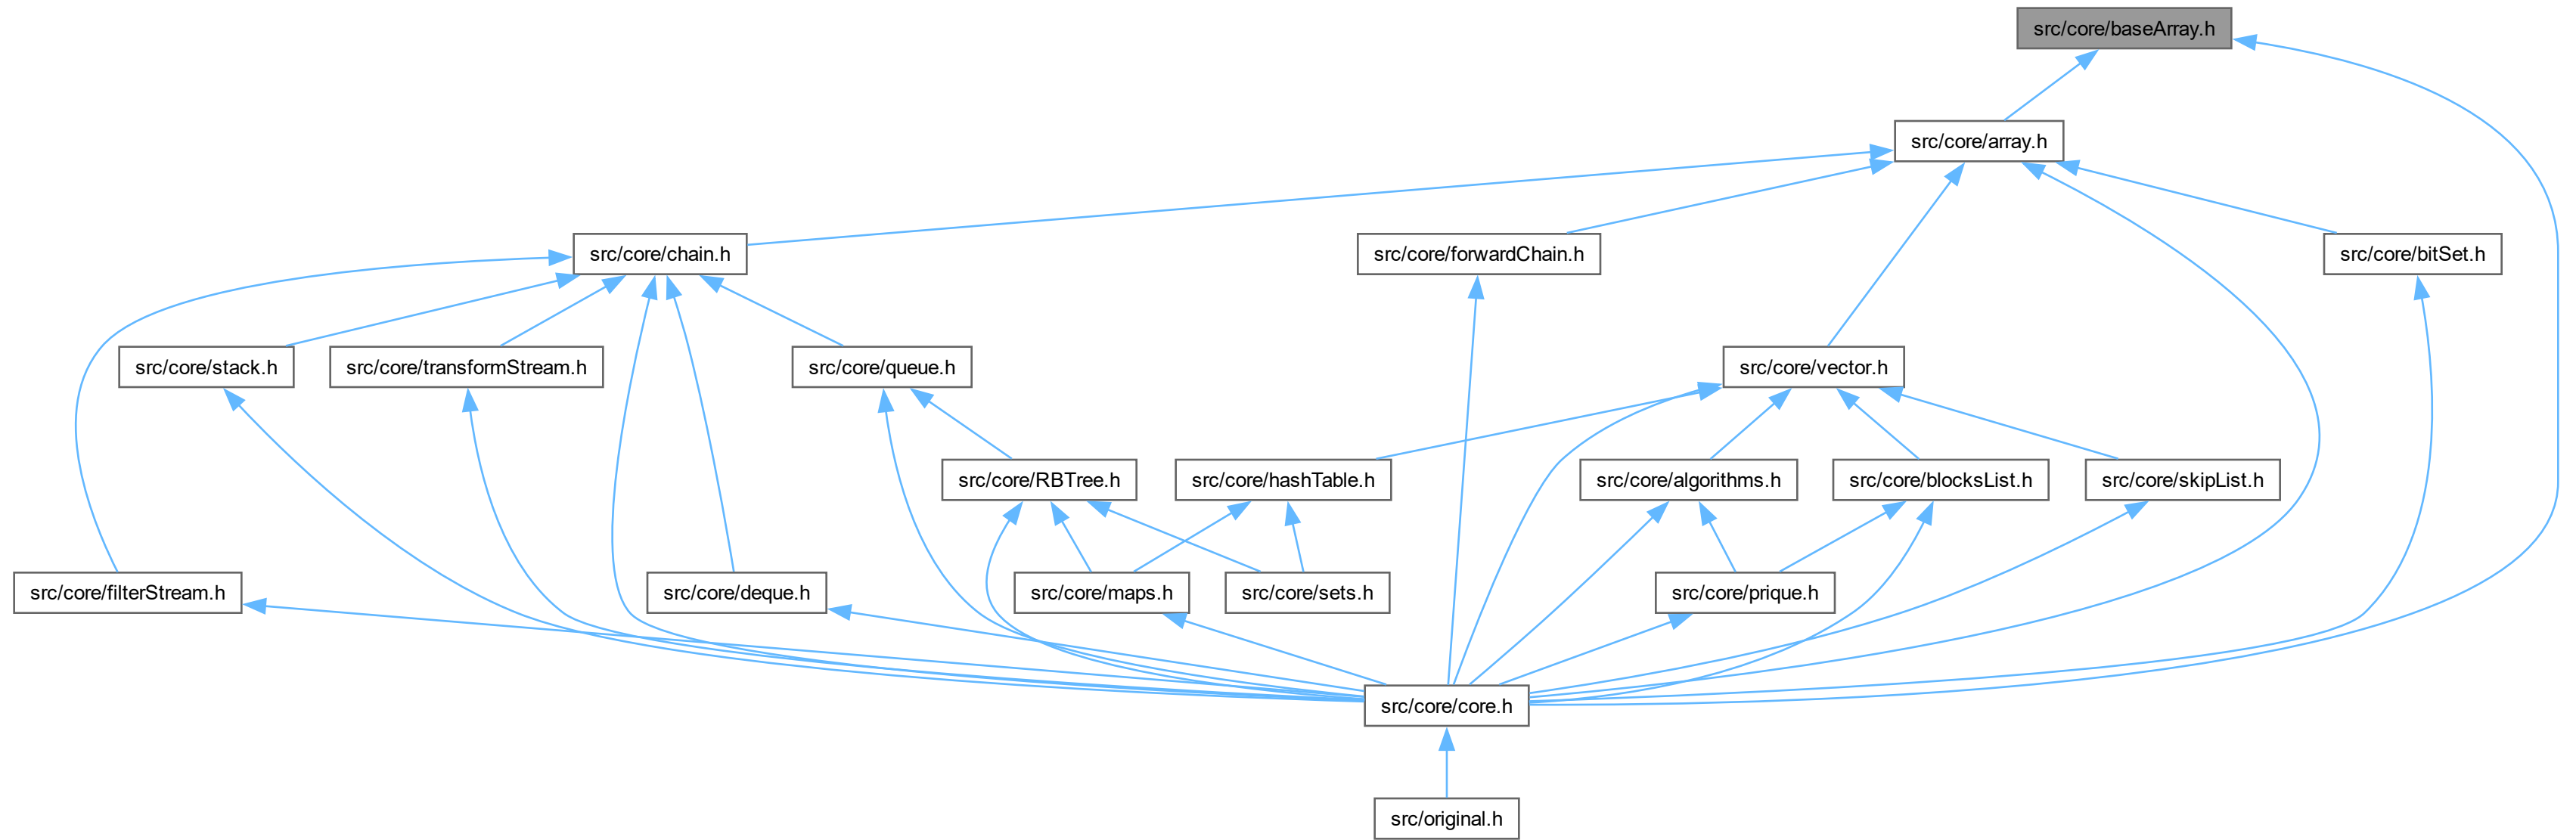 src/core/baseArray.h
src/core/array.h
src/core/chain.h
src/core/forwardChain.h
src/core/bitSet.h
src/core/stack.h
src/core/transformStream.h
src/core/queue.h
src/core/vector.h
src/core/RBTree.h
src/core/hashTable.h
src/core/algorithms.h
src/core/blocksList.h
src/core/skipList.h
src/core/filterStream.h
src/core/deque.h
src/core/maps.h
src/core/sets.h
src/core/prique.h
src/core/core.h
src/original.h